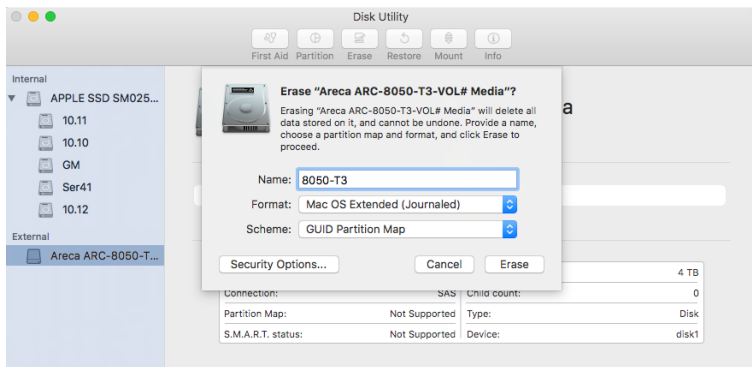 Disk Utility
First Aid Partition Erase Restore Mount Info
Internal
APPLE SSD SM025...
10.11
10.10
GM
Ser41
10.12
External
Areca ARC-8050-T...
Erase “Areca ARC-8050-T3-VOL# Media”?
Erasing “Areca ARC-8050-T3-VOL# Media” will delete all
data stored on it, and cannot be undone. Provide a name,
choose a partition map and format, and click Erase to
proceed.
Name: 8050-T3
Format: Mac OS Extended (Journaled)
Scheme: GUID Partition Map
Security Options... Cancel Erase
a
4 TB
Connection: SAS Child count: 0
Partition Map: Not Supported Type: Disk
S.M.A.R.T. status: Not Supported Device: disk1